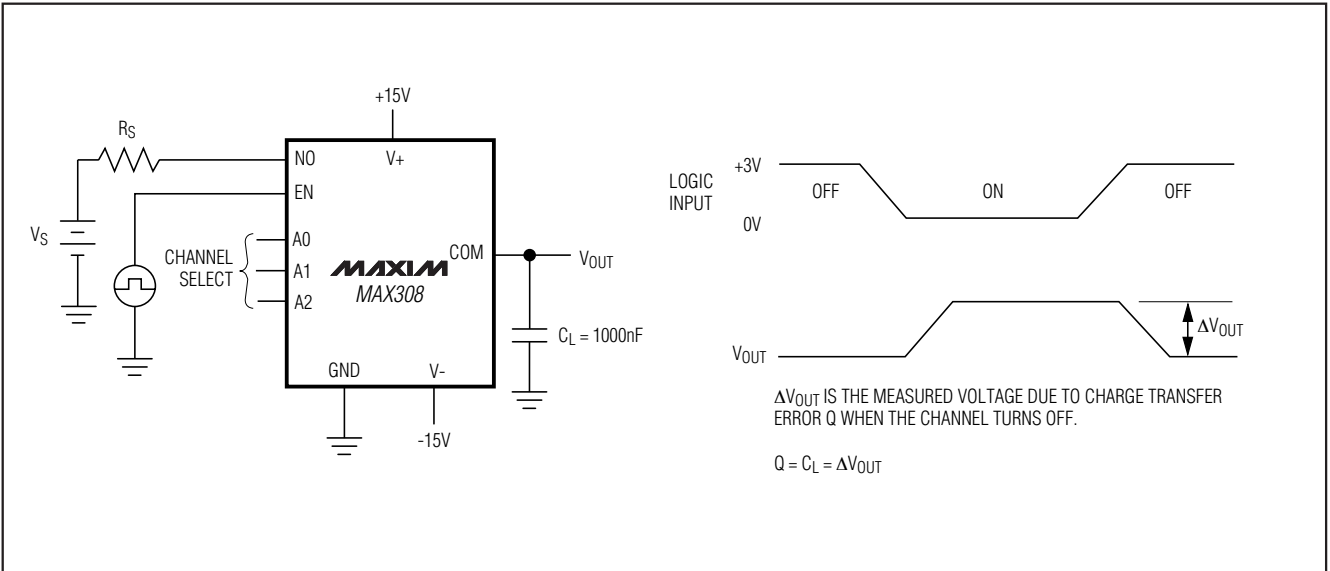 +15V
RS
NO
V+
EN
VS
A0
CHANNEL
SELECT
A1
A2
MAXIM
MAX308
COM
VOUT
CL = 1000nF
GND
V-
-15V
LOGIC
INPUT
+3V
0V
OFF
ON
OFF
VOUT
ΔVOUT
ΔVOUT IS THE MEASURED VOLTAGE DUE TO CHARGE TRANSFER
ERROR Q WHEN THE CHANNEL TURNS OFF.
Q = CL = ΔVOUT